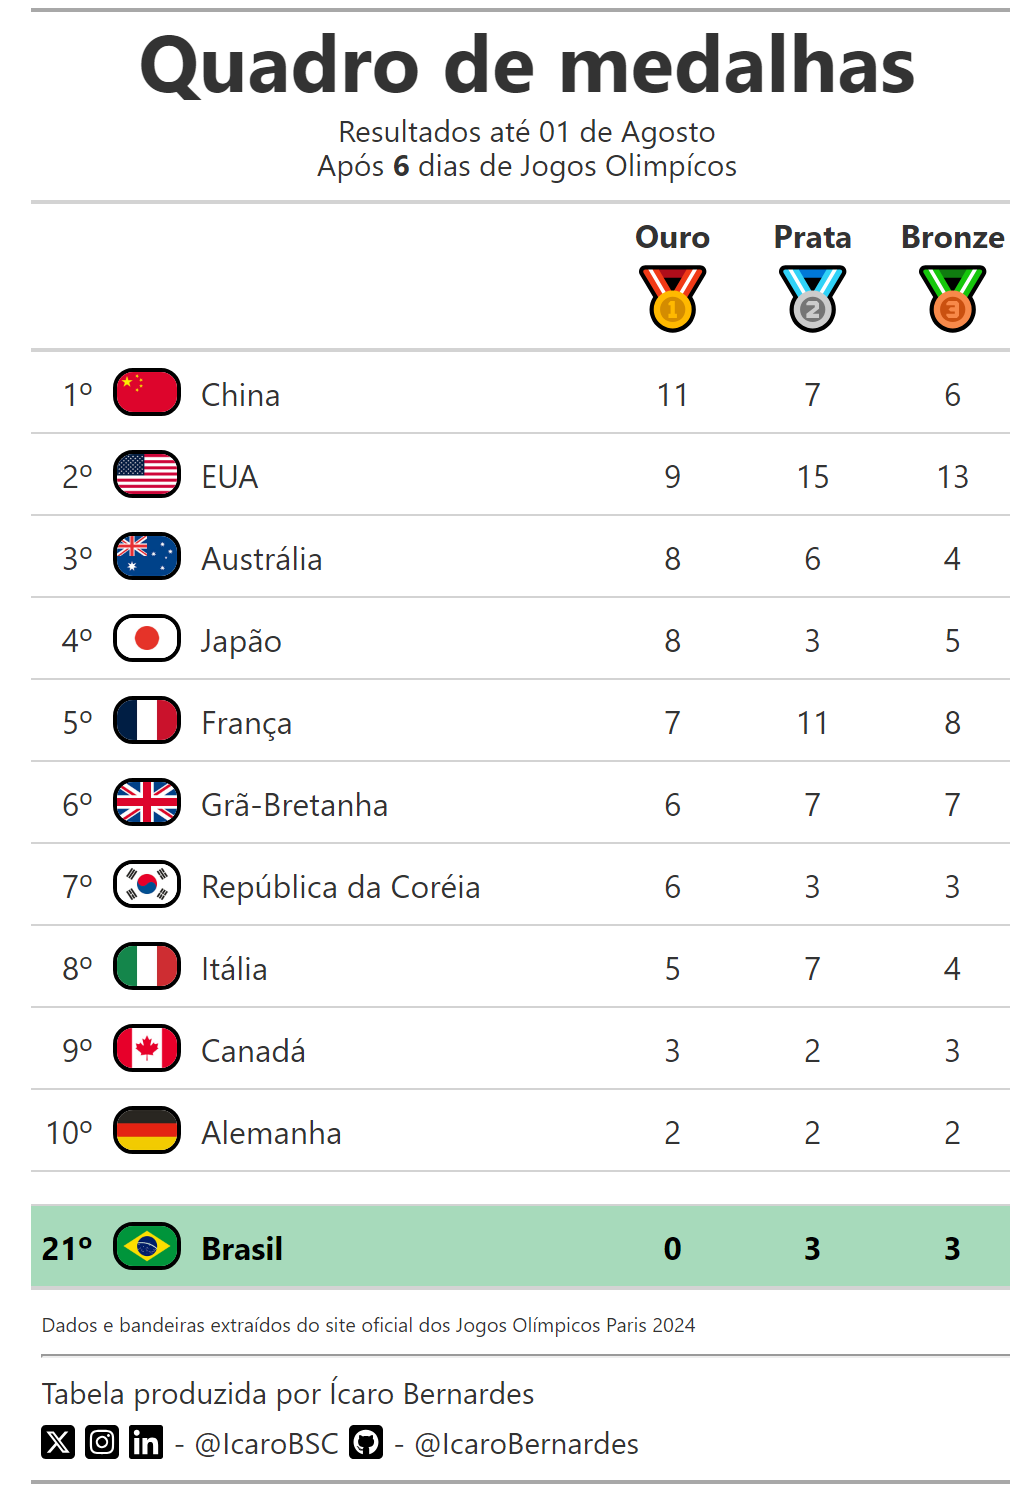 Quadro de medalhas
Resultados até 01 de Agosto
Após 6 dias de Jogos Olimpícos
Ouro Prata Bronze
1 2 3
1º China 11 7 6
2º EUA 9 15 13
3º Austrália 8 6 4
4º Japão 8 3 5
5º França 7 11 8
6º Grã-Bretanha 6 7 7
7º República da Coréia 6 3 3
8º Itália 5 7 4
9º Canadá 3 2 3
10º Alemanha 2 2 2
21º Brasil 0 3 3
Dados e bandeiras extraídos do site oficial dos Jogos Olímpicos Paris 2024
Tabela produzida por Ícaro Bernardes
X in - @IcaroBSC - @IcaroBernardes